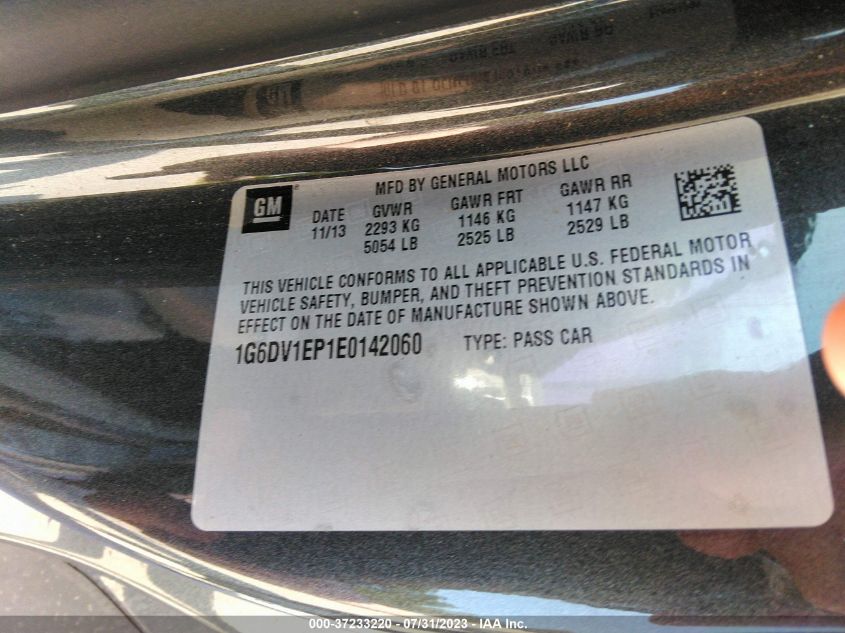 MFD BY GENERAL MOTORS LLC
GM
DATE GVWR GAWR FRT GAWR RR
11/13 2293 KG 1146 KG 1147 KG
5054 LB 2525 LB 2529 LB
THIS VEHICLE CONFORMS TO ALL APPLICABLE U.S. FEDERAL MOTOR
VEHICLE SAFETY, BUMPER, AND THEFT PREVENTION STANDARDS IN
EFFECT ON THE DATE OF MANUFACTURE SHOWN ABOVE.
1G6DV1EP1E0142060 TYPE: PASS CAR
000-37233220 - 07/31/2023 - IAA Inc.